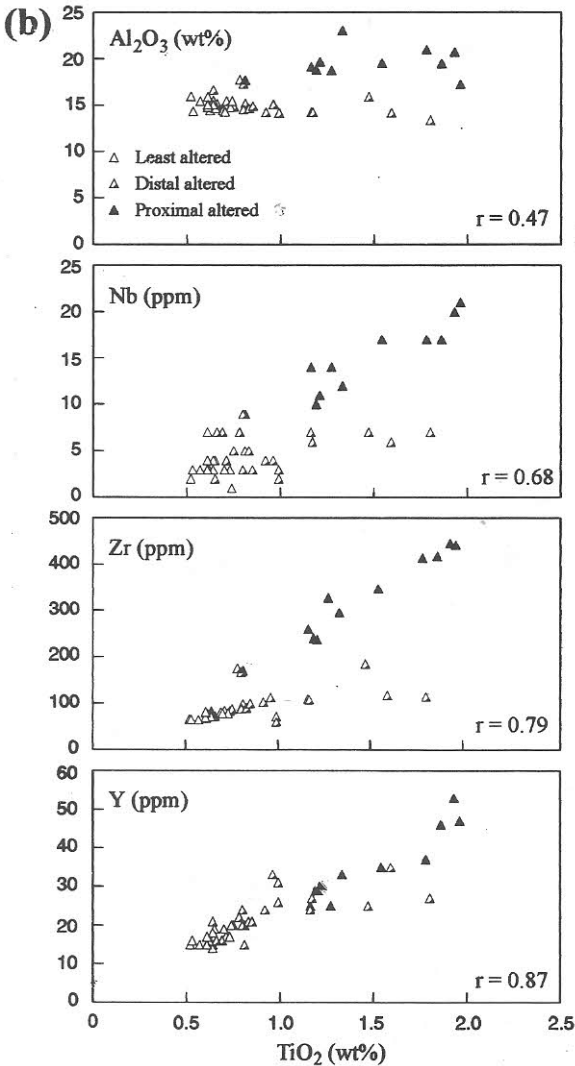 (b)
Al2O3 (wt%)
25
20
15
10
5
0
Least altered
Distal altered
Proximal altered
r = 0.47
Nb (ppm)
25
20
15
10
5
0
r = 0.68
Zr (ppm)
500
400
300
200
100
0
r = 0.79
Y (ppm)
60
50
40
30
20
10
0
r = 0.87
0 0.5 1.0 1.5 2.0 2.5
TiO2 (wt%)